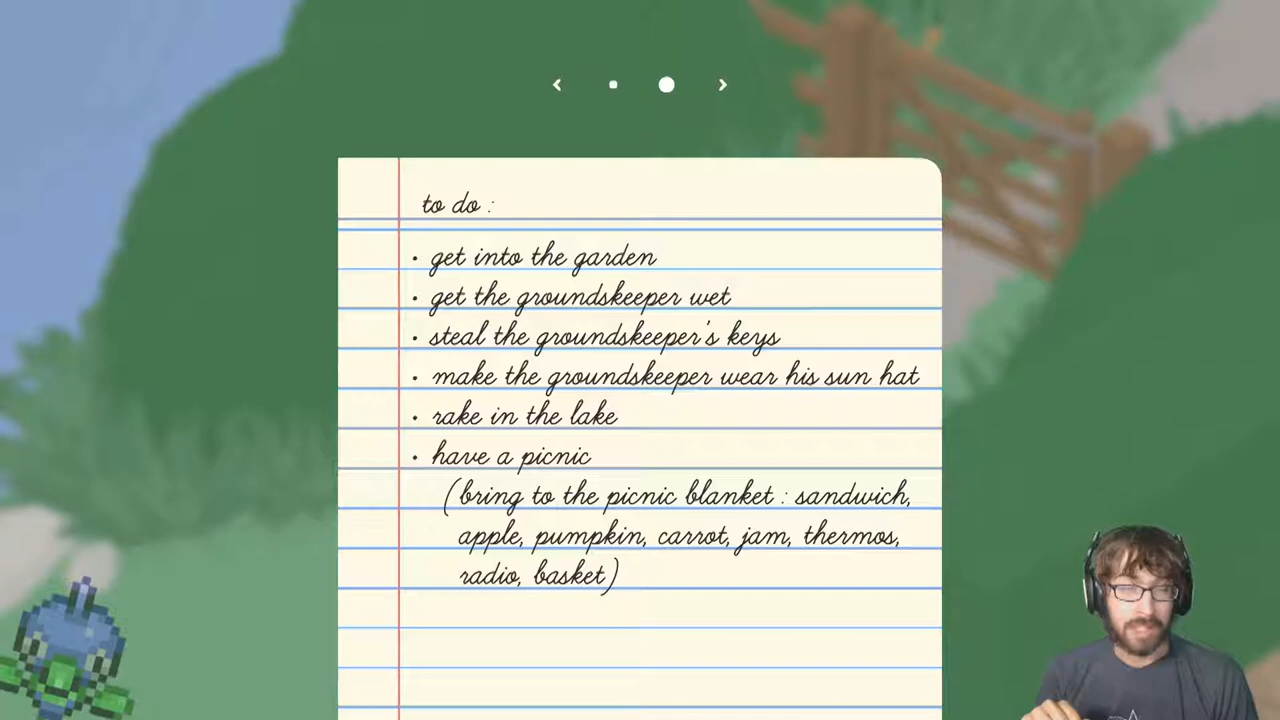 to do :
• get into the garden
• get the groundskeeper wet
• steal the groundskeeper's keys
• make the groundskeeper wear his sun hat
• rake in the lake
• have a picnic
(bring to the picnic blanket : sandwich,
apple, pumpkin, carrot, jam, thermos,
radio, basket)